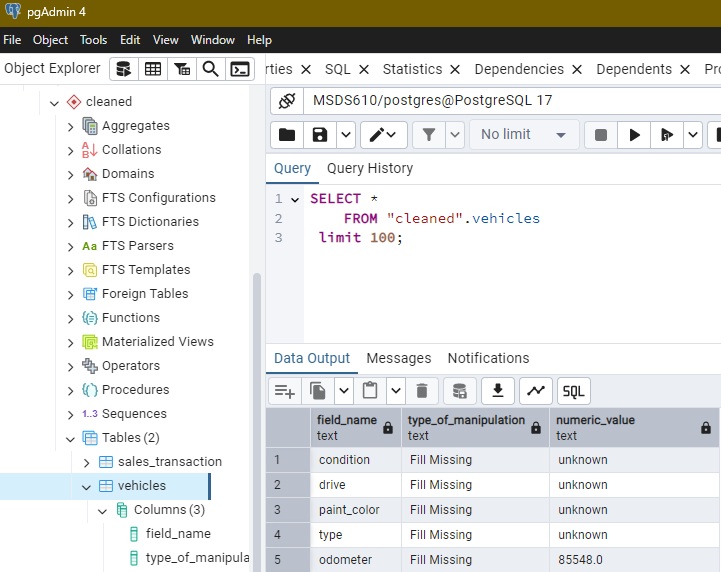 pgAdmin 4
File Object Tools Edit View Window Help
Object Explorer
rties SQL Statistics Dependencies Dependents Pro
cleaned
Aggregates
Collations
Domains
FTS Configurations
FTS Dictionaries
FTS Parsers
FTS Templates
Foreign Tables
Functions
Materialized Views
Operators
Procedures
1..3 Sequences
Tables (2)
sales_transaction
vehicles
Columns (3)
field_name
type_of_manipula
MSDS610/postgres@PostgreSQL 17
No limit
Query Query History
1 SELECT *
2 FROM "cleaned".vehicles
3 limit 100;
Data Output Messages Notifications
SQL
field_name type_of_manipulation numeric_value
text text text
1 condition Fill Missing unknown
2 drive Fill Missing unknown
3 paint_color Fill Missing unknown
4 type Fill Missing unknown
5 odometer Fill Missing 85548.0